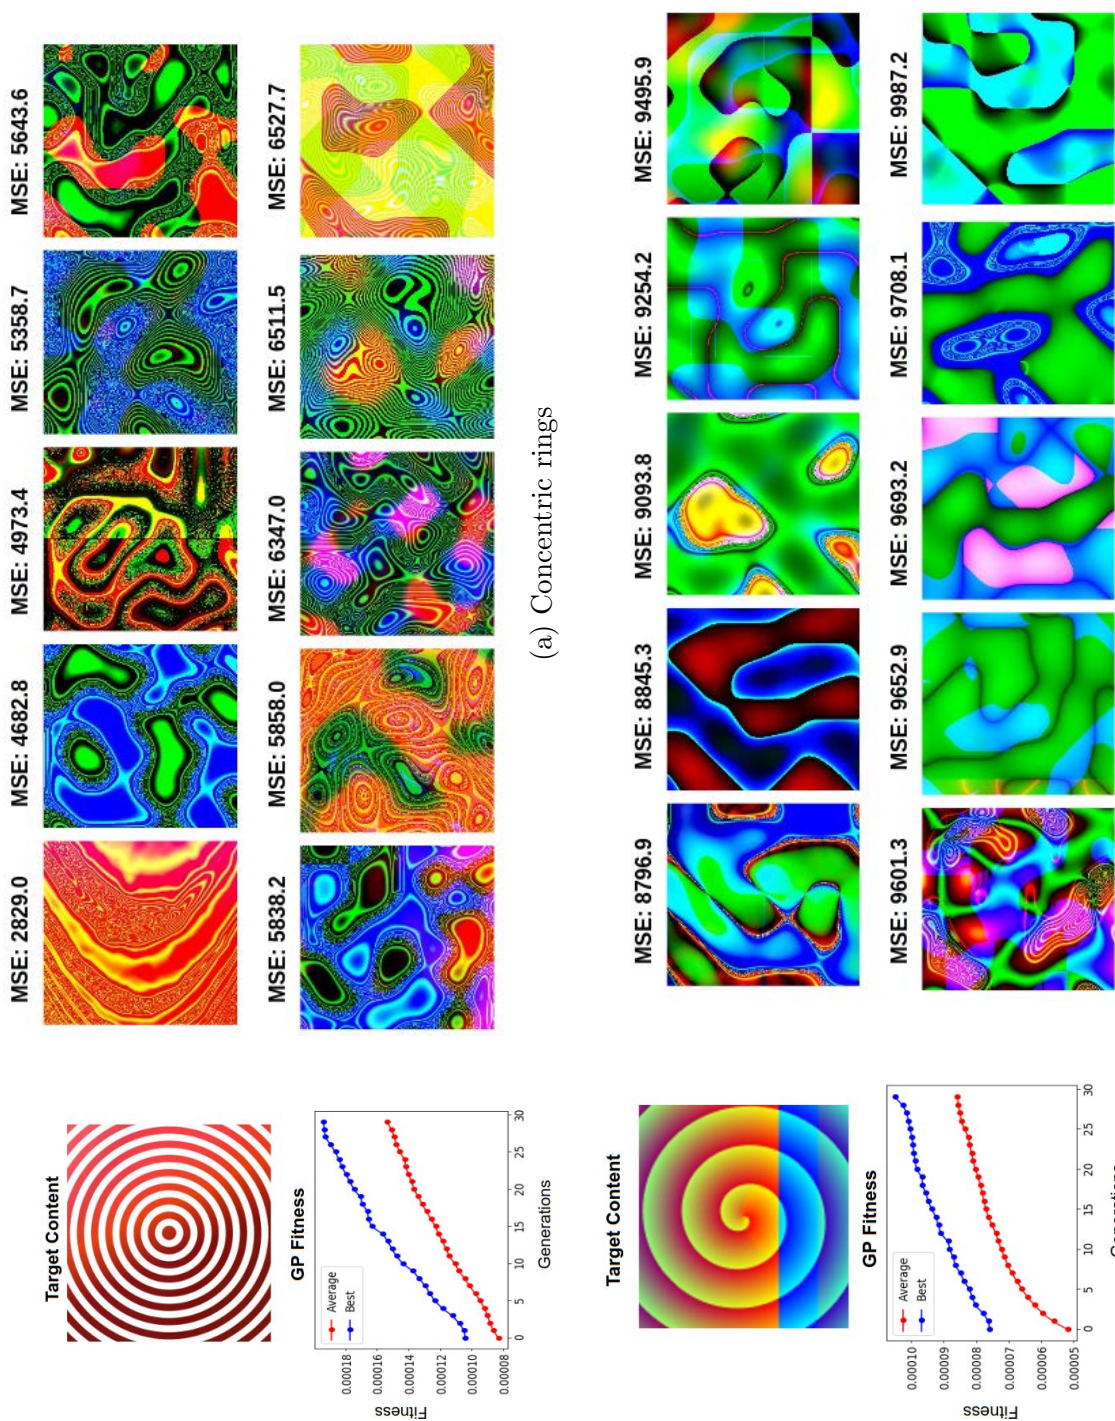 MSE: 2829.0
MSE: 4682.8
MSE: 4973.4
MSE: 5358.7
MSE: 5643.6
Target Content
MSE: 5838.2
MSE: 5858.0
MSE: 6347.0
MSE: 6511.5
MSE: 6527.7
GP Fitness
Average
Best
Fitness
0.00018
0.00016
0.00014
0.00012
0.00010
0.00008
0
5
10
15
20
25
30
Generations
(a) Concentric rings
Target Content
MSE: 8796.9
MSE: 8845.3
MSE: 9093.8
MSE: 9254.2
MSE: 9495.9
GP Fitness
MSE: 9601.3
MSE: 9652.9
MSE: 9693.2
MSE: 9708.1
MSE: 9987.2
Average
Best
Fitness
0.00010
0.00009
0.00008
0.00007
0.00006
0.00005
0
5
10
15
20
25
30